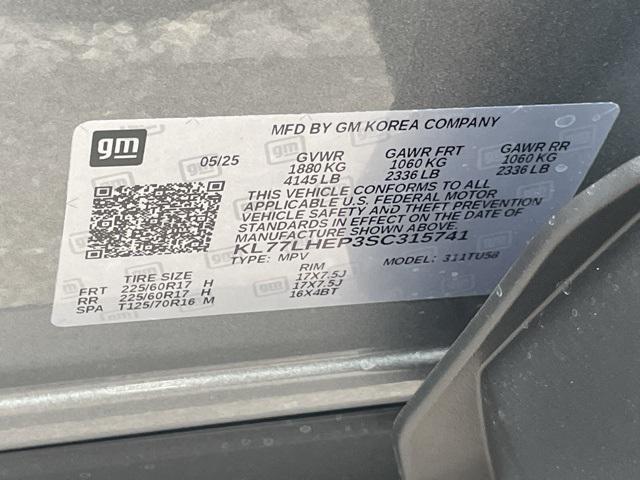 gm
MFD BY GM KOREA COMPANY
05/25 GVWR GAWR FRT GAWR RR
1880 KG 1060 KG 1060 KG
4145 LB 2336 LB 2336 LB
THIS VEHICLE CONFORMS TO ALL
APPLICABLE U.S. FEDERAL MOTOR
VEHICLE SAFETY AND THEFT PREVENTION
STANDARDS IN EFFECT ON THE DATE OF
MANUFACTURE SHOWN ABOVE.
KL77LHEP3SC315741
TYPE: MPV MODEL: 311TU58
TIRE SIZE RIM
FRT 225/60R17 H 17X7.5J
RR 225/60R17 H 17X7.5J
SPA T125/70R16 M 16X4BT